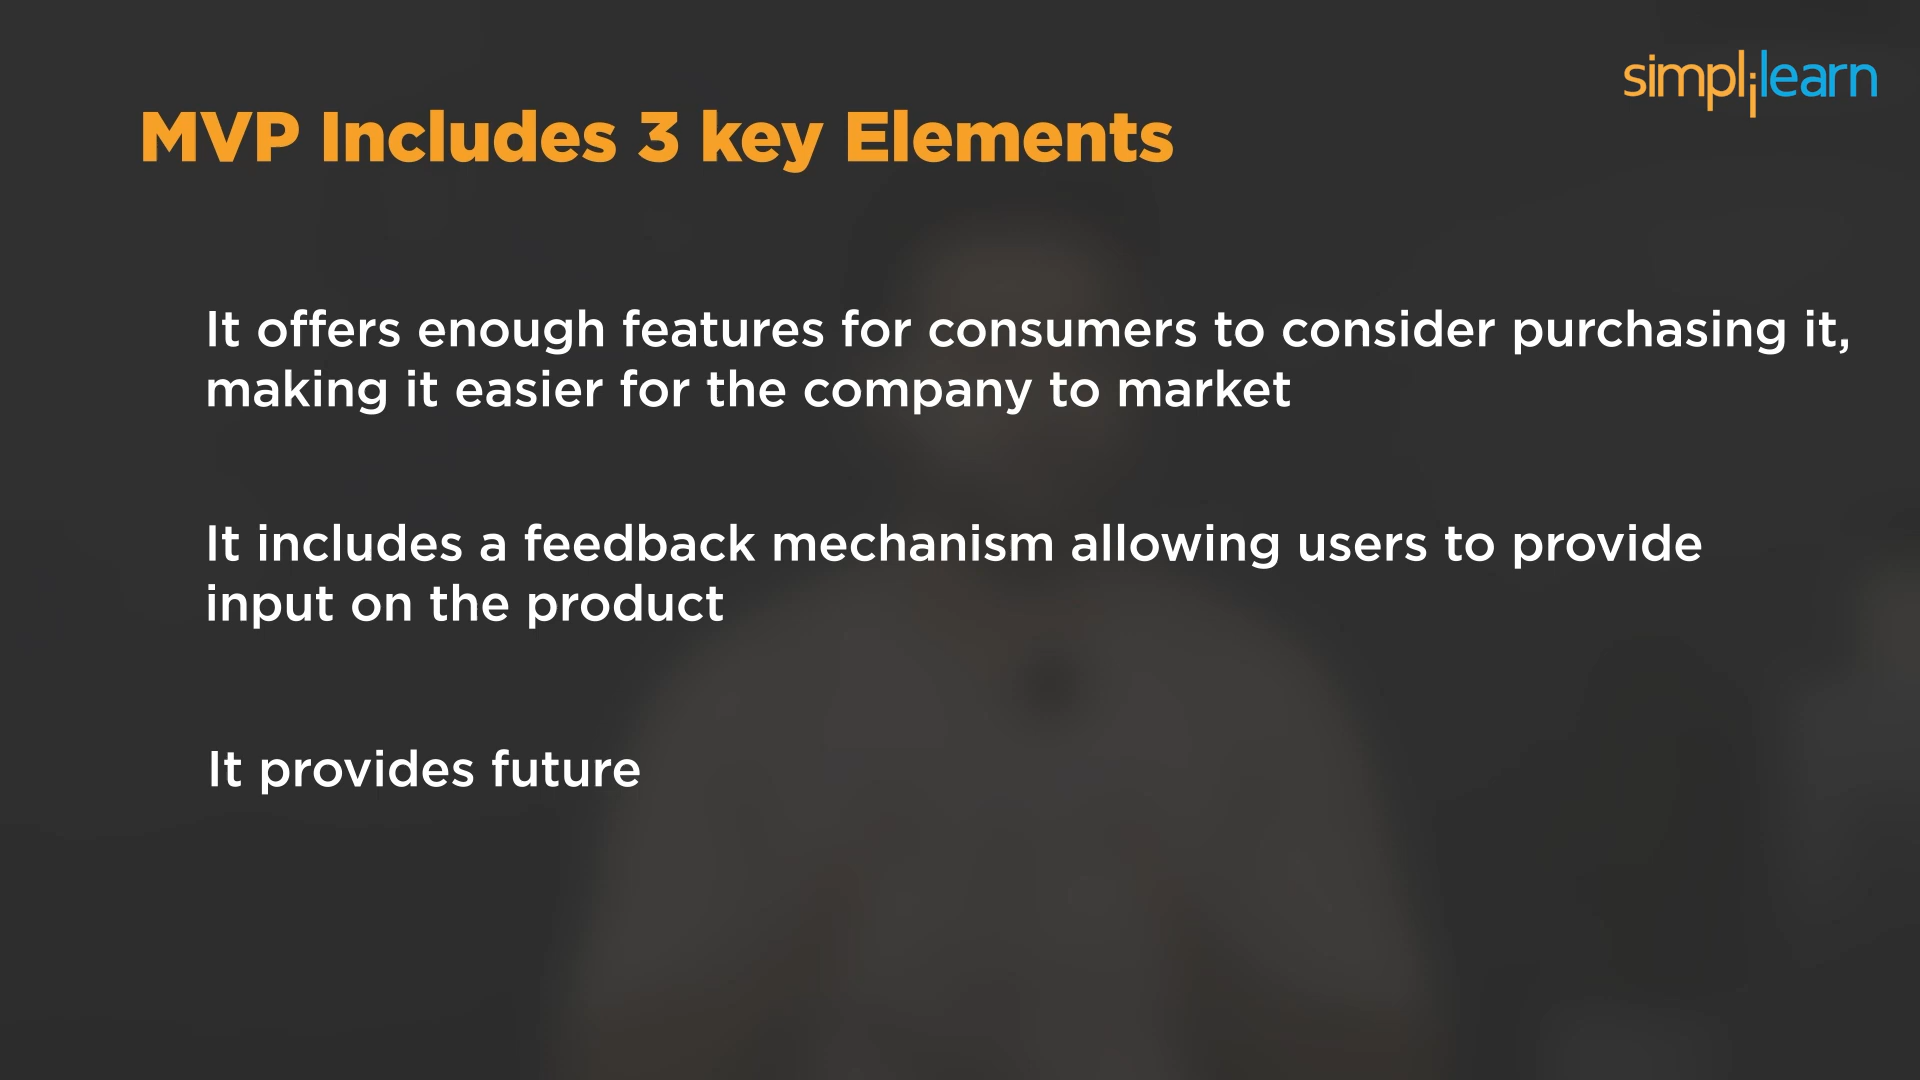 simplilearn
MVP Includes 3 key Elements
It offers enough features for consumers to consider purchasing it,
making it easier for the company to market
It includes a feedback mechanism allowing users to provide
input on the product
It provides future